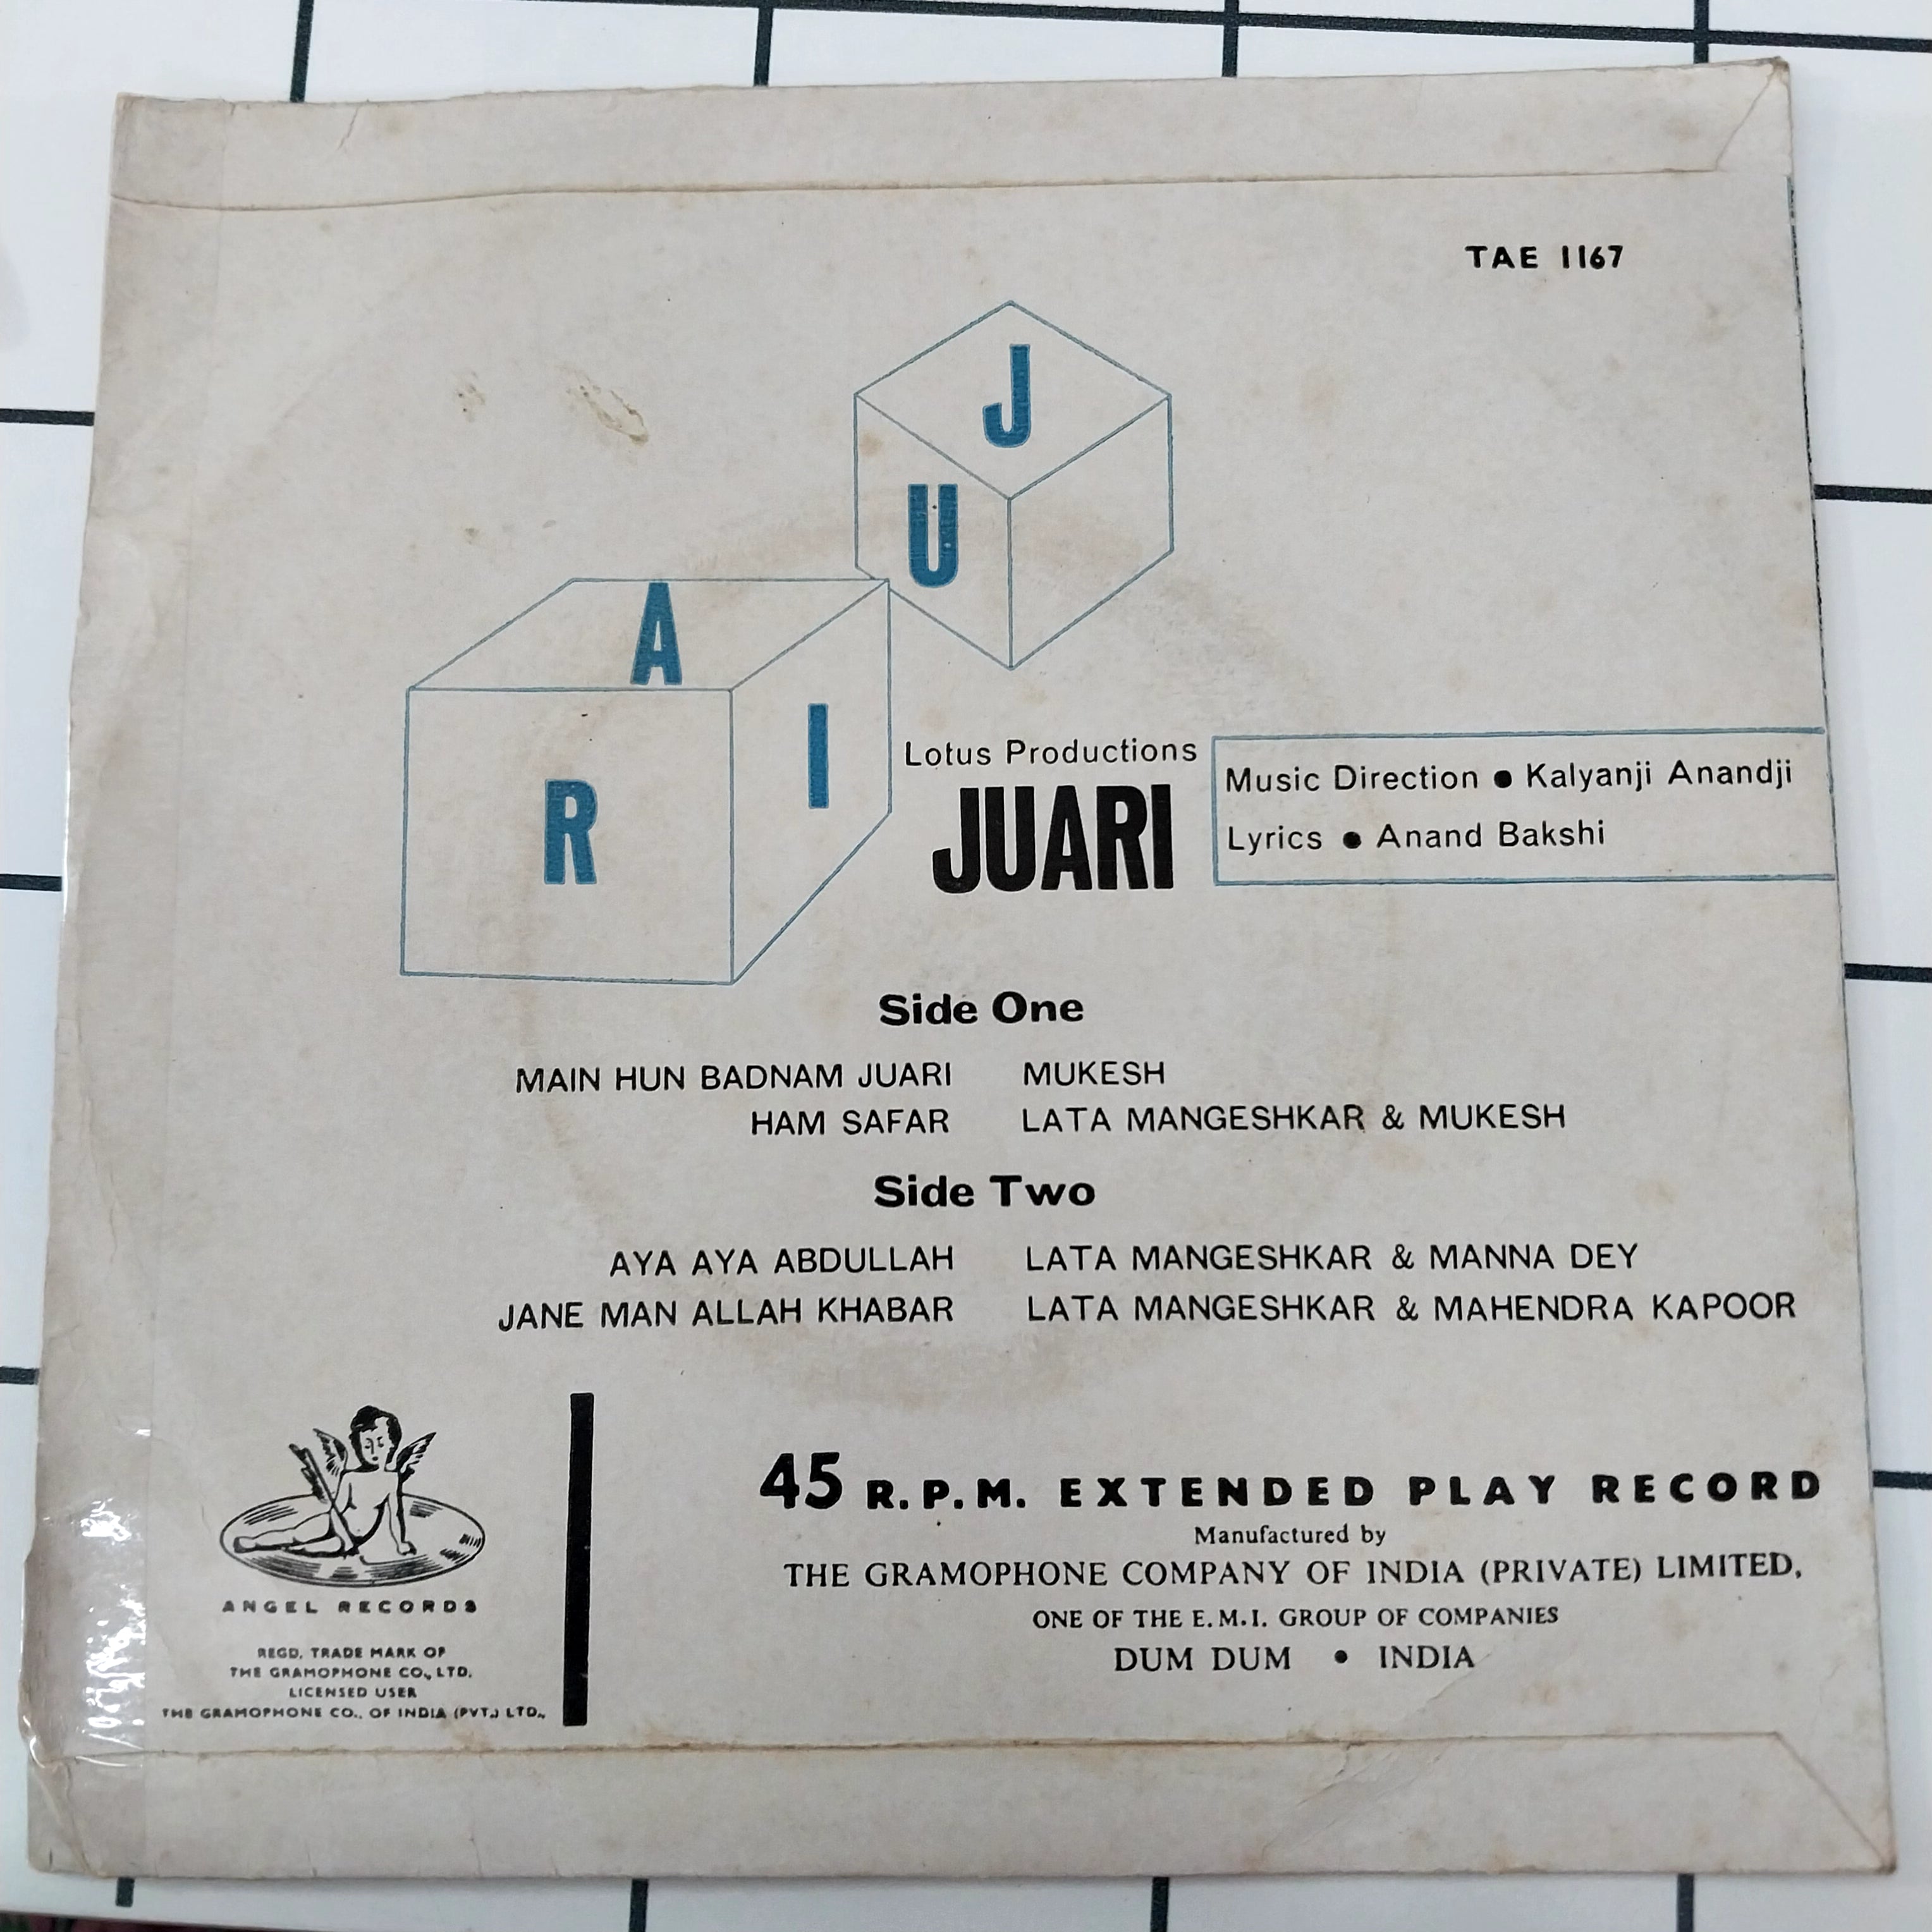 TAE 1167
J
U
A
R
I
Lotus Productions
JUARI
Music Direction ● Kalyanji Anandji
Lyrics ● Anand Bakshi
Side One
MAIN HUN BADNAM JUARI MUKESH
HAM SAFAR LATA MANGESHKAR & MUKESH
Side Two
AYA AYA ABDULLAH LATA MANGESHKAR & MANNA DEY
JANE MAN ALLAH KHABAR LATA MANGESHKAR & MAHENDRA KAPOOR
ANGEL RECORDS
REGD. TRADE MARK OF
THE GRAMOPHONE CO., LTD.
LICENSED USER
THE GRAMOPHONE CO., OF INDIA (PVT.) LTD.,
45 R.P.M. EXTENDED PLAY RECORD
Manufactured by
THE GRAMOPHONE COMPANY OF INDIA (PRIVATE) LIMITED,
ONE OF THE E.M.I. GROUP OF COMPANIES
DUM DUM ● INDIA